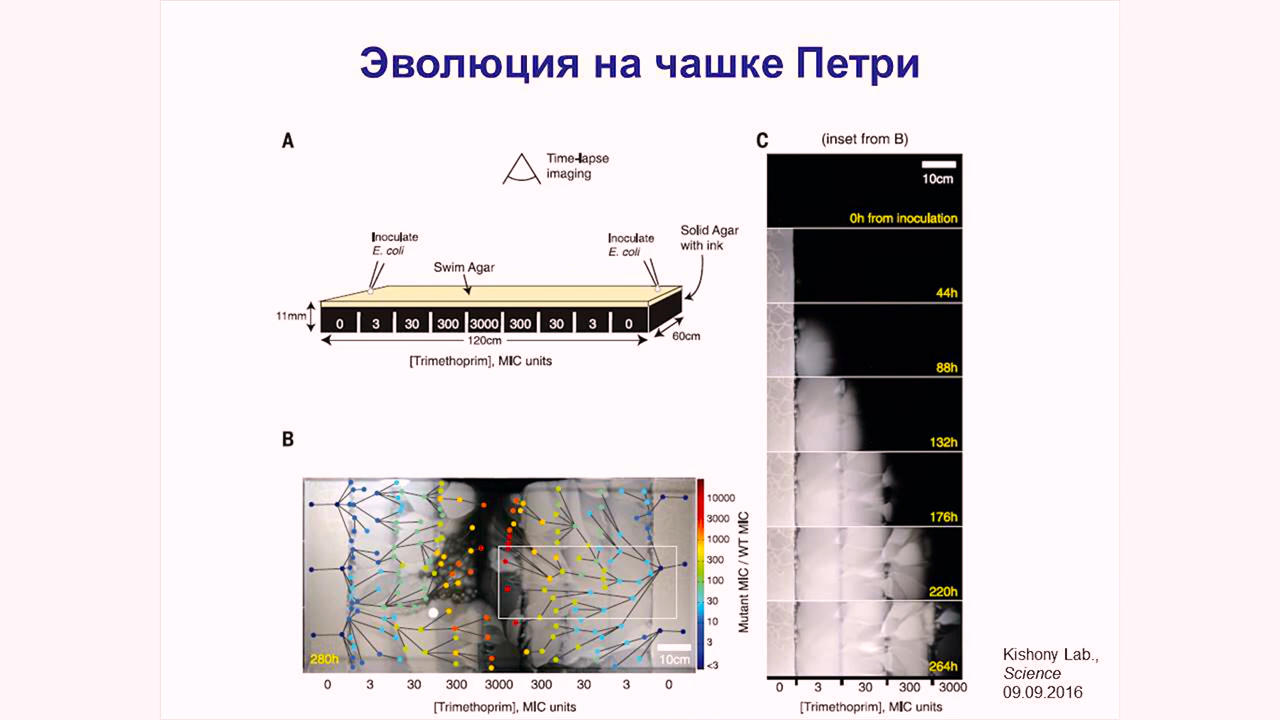 Эволюция на чашке Петри
A
Time-lapse
imaging
Inoculate
E. coli
Swim Agar
Inoculate
E. coli
Solid Agar
with ink
11mm
0 3 30 300 3000 300 30 3 0
120cm
60cm
[Trimethoprim], MIC units
B
280h
10cm
0 3 30 300 3000 300 30 3 0
[Trimethoprim], MIC units
10000
3000
1000
300
100
30
10
3
<3
Mutant MIC / WT MIC
C
(inset from B)
10cm
0h from inoculation
44h
88h
132h
176h
220h
264h
0 3 30 300 3000
[Trimethoprim], MIC units
Kishony Lab.,
Science
09.09.2016